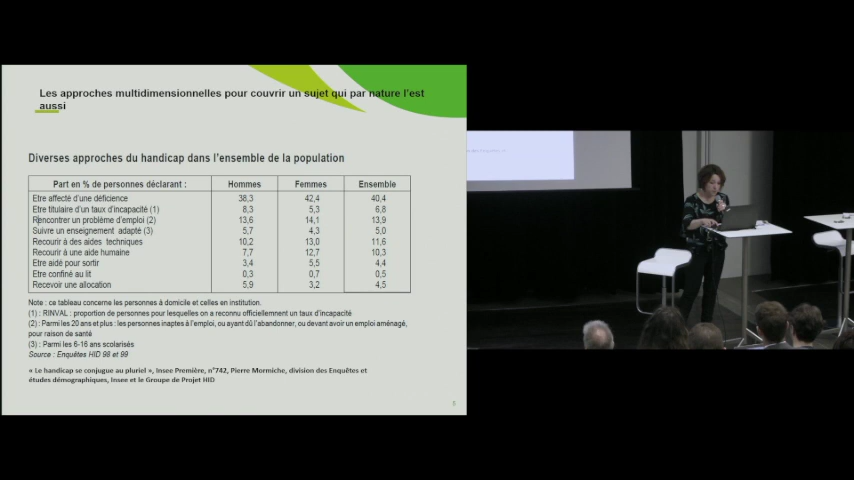 Les approches multidimensionnelles pour couvrir un sujet qui par nature l'est
aussi
Diverses approches du handicap dans l'ensemble de la population
Part en % de personnes déclarant : Hommes Femmes Ensemble
Etre affecté d'une déficience 38,3 42,4 40,4
Etre titulaire d'un taux d'incapacité (1) 8,3 5,3 6,8
Rencontrer un problème d'emploi (2) 13,6 14,1 13,9
Suivre un enseignement adapté (3) 5,7 4,3 5,0
Recourir à des aides techniques 10,2 13,0 11,6
Recourir à une aide humaine 7,7 12,7 10,3
Etre aidé pour sortir 3,4 5,5 4,4
Etre confiné au lit 0,3 0,7 0,5
Recevoir une allocation 5,9 3,2 4,5
Note : ce tableau concerne les personnes à domicile et celles en institution.
(1) : RINVAL : proportion de personnes pour lesquelles on a reconnu officiellemnent un taux d'incapacité
(2) : Parmi les 20 ans et plus : les personnes inaptes à l'emploi, ou ayant dû l'abandonner, ou devant avoir un emploi aménagé,
pour raison de santé
(3) : Parmi les 6-16 ans scolarisés
Source : Enquêtes HID 98 et 99
« Le handicap se conjugue au pluriel », Insee Première, n°742, Pierre Mormiche, division des Enquêtes et
études démographiques, Insee et le Groupe de Projet HID
5